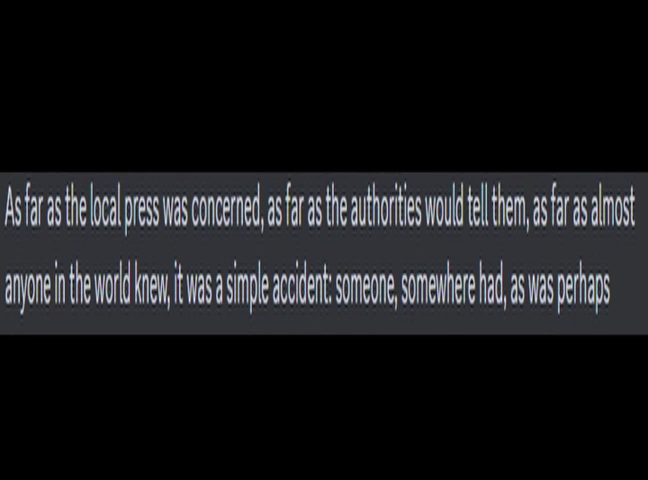 As far as the local press was concerned, as far as the authorities would tell them, as far as almost
anyone in the world knew, it was a simple accident: someone, somewhere had, as was perhaps